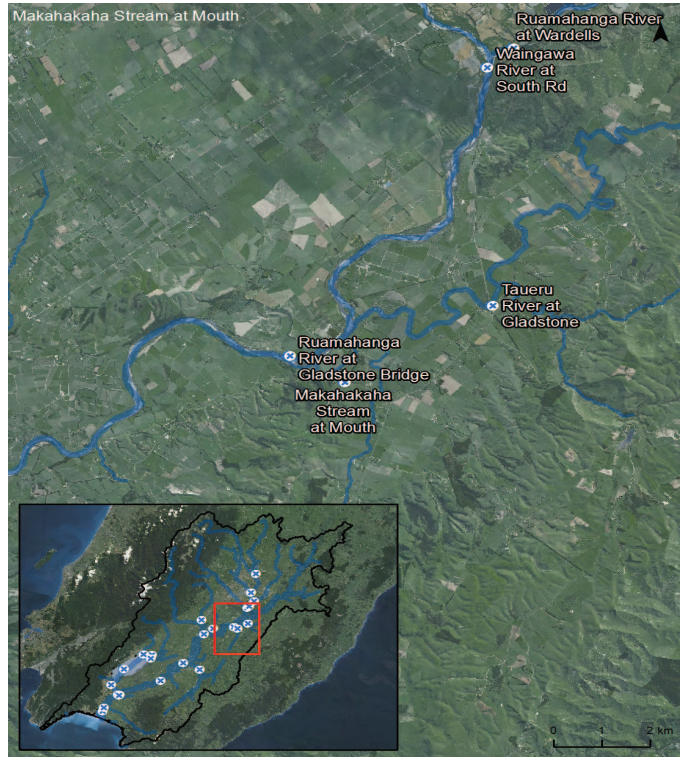 Makahakaha Stream at Mouth
Ruamahanga River
at Wardells
Waingawa
River at
South Rd
Taueru
River at
Gladstone
Ruamahanga
River at
Gladstone Bridge
Makahakaha
Stream
at Mouth
0 1 2 km